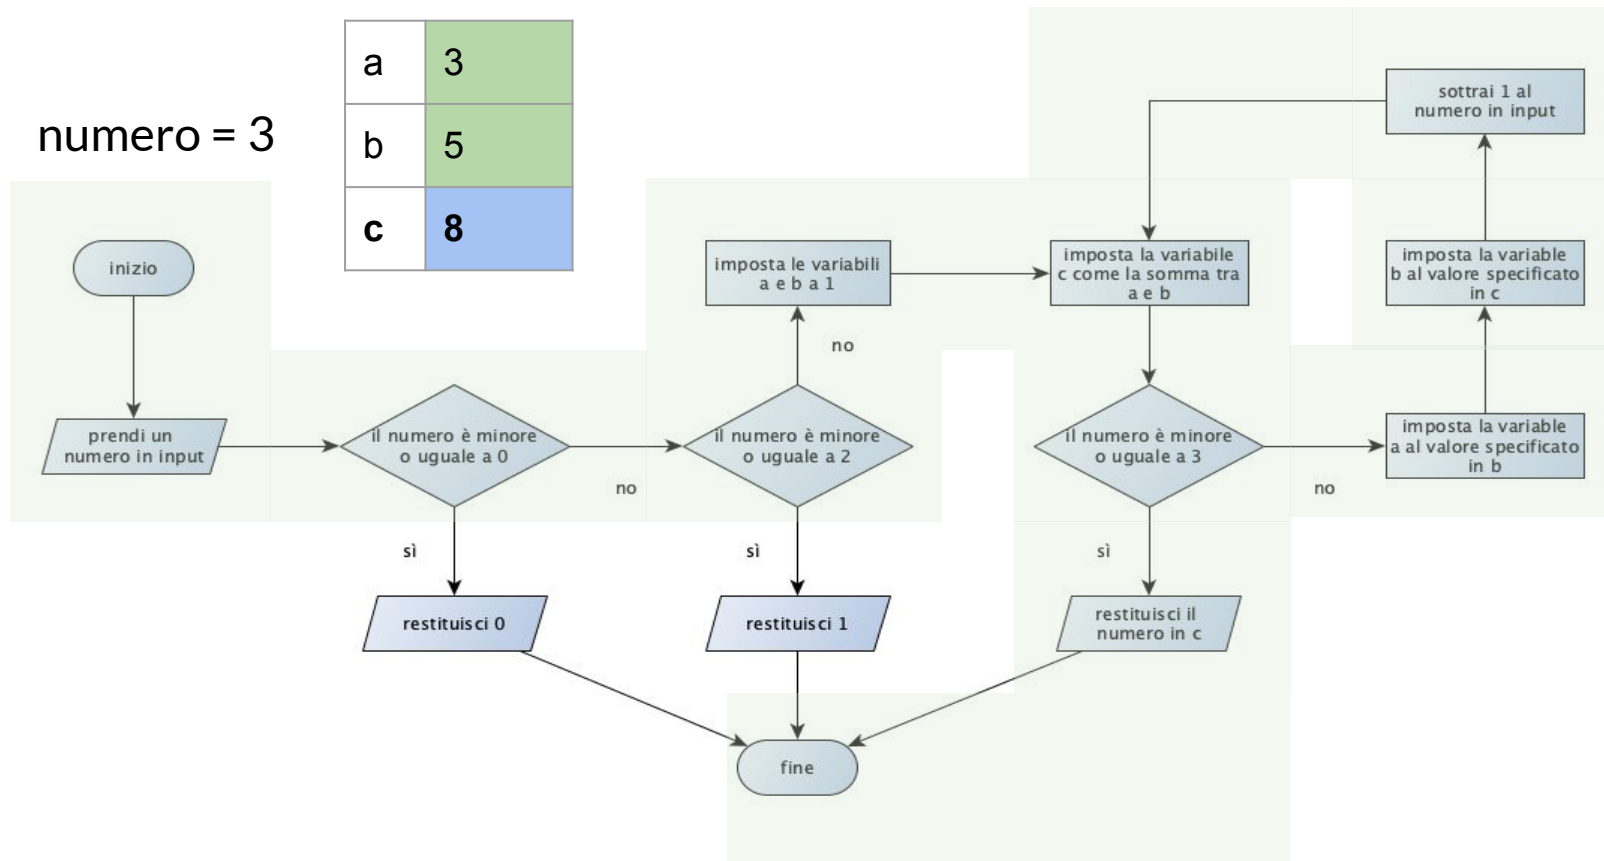 numero = 3
a 3
b 5
c 8
inizio
prendi un
numero in input
il numero è minore
o uguale a 0
sì
no
restituisci 0
il numero è minore
o uguale a 2
sì
no
restituisci 1
imposta le variabili
a e b a 1
imposta la variabile
c come la somma tra
a e b
il numero è minore
o uguale a 3
sì
no
restituisci il
numero in c
imposta la variable
a al valore specificato
in b
imposta la variable
b al valore specificato
in c
sottrai 1 al
numero in input
fine